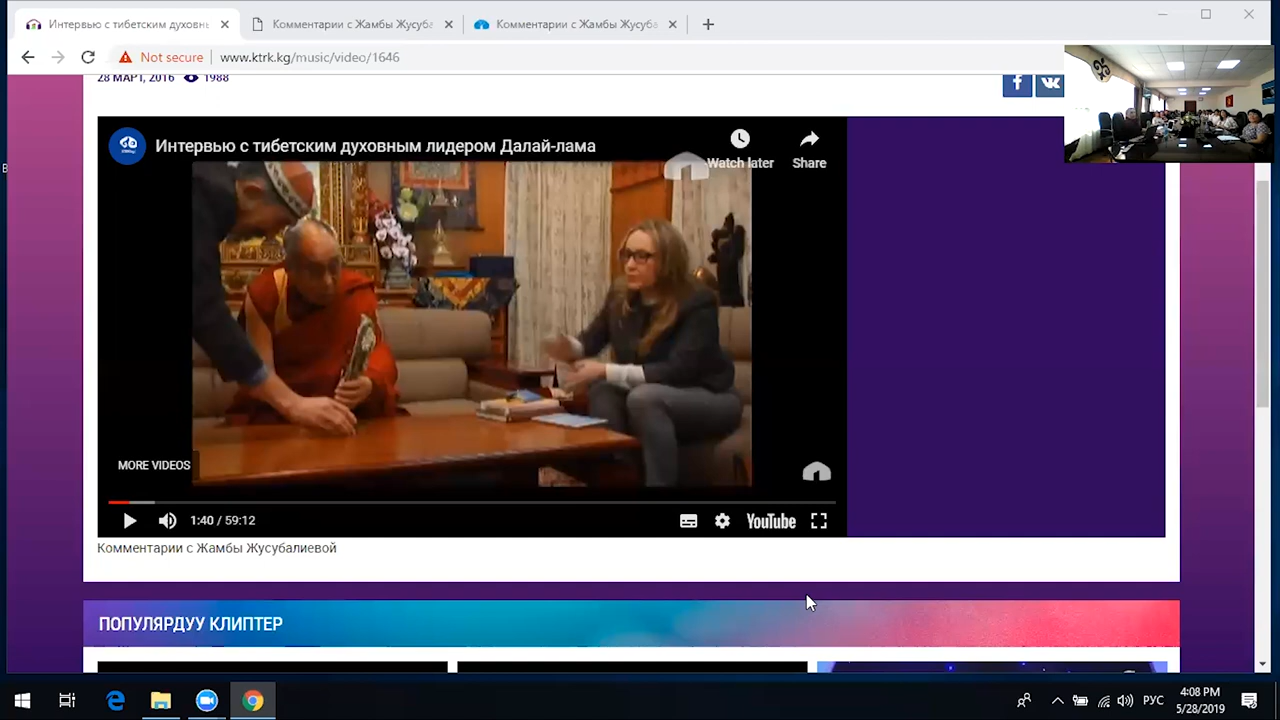 Интервью с тибетским духовнь
Комментарии с Жамбы Жусуба
Комментарии с Жамбы Жусуба
Not secure
www.ktrk.kg/music/video/1646
28 МАРТ, 2016 1988
Интервью с тибетским духовным лидером Далай-лама
Watch later
Share
MORE VIDEOS
1:40 / 59:12
YouTube
Комментарии с Жамбы Жусубалиевой
ПОПУЛЯРДУУ КЛИПТЕР
РУС
4:08 PM
5/28/2019